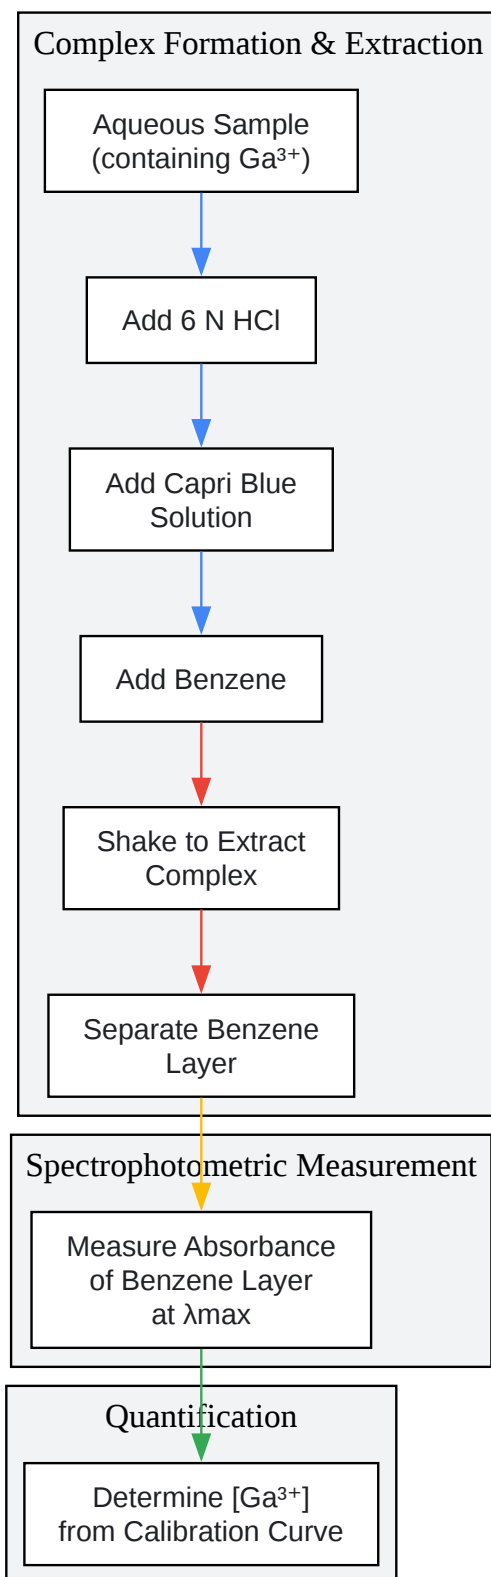 Complex Formation & Extraction
Aqueous Sample
(containing Ga³⁺)
Add 6 N HCl
Add Capri Blue
Solution
Add Benzene
Shake to Extract
Complex
Separate Benzene
Layer
Spectrophotometric Measurement
Measure Absorbance
of Benzene Layer
at λmax
Quantification
Determine [Ga³⁺]
from Calibration Curve